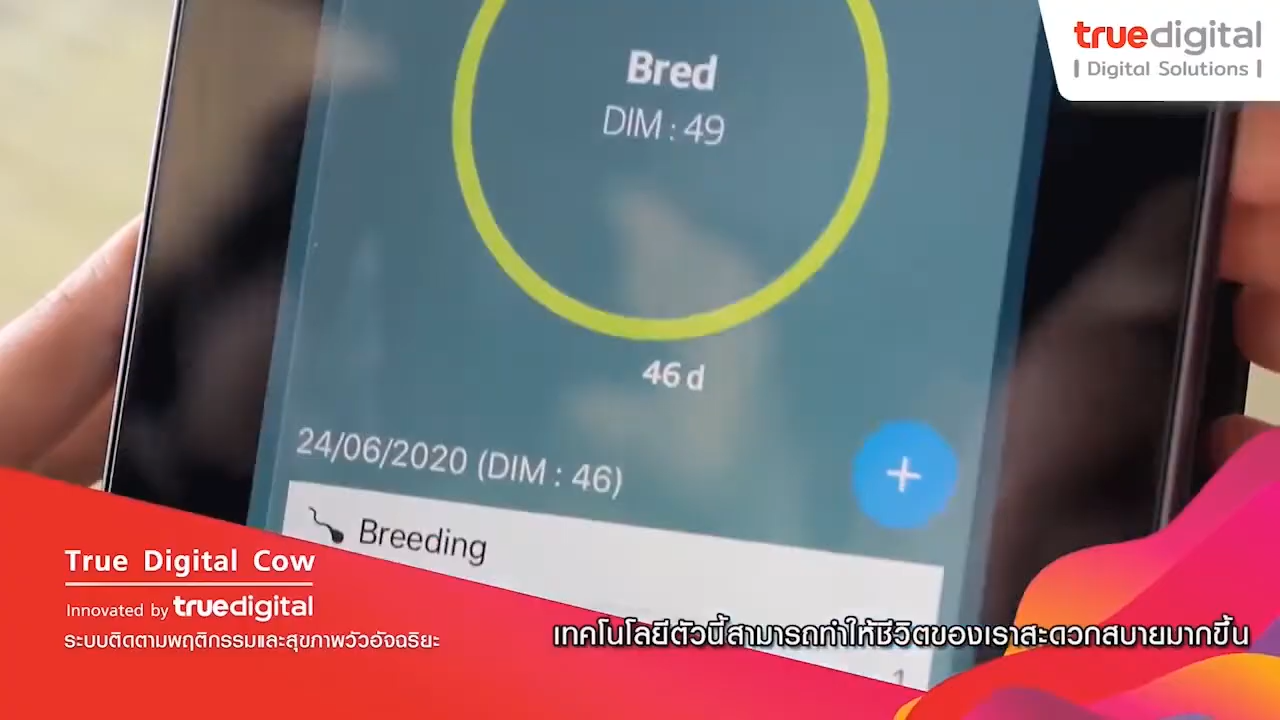 truedigital
| Digital Solutions |
Bred
DIM : 49
46 d
24/06/2020 (DIM : 46)
+
Breeding
1
True Digital Cow
Innovated by truedigital
ระบบติดตามพฤติกรรมและสุขภาพวัวอัจฉริยะ
เทคโนโลยีตัวนี้สามารถทำให้ชีวิตของเราสะดวกสบายมากขึ้น